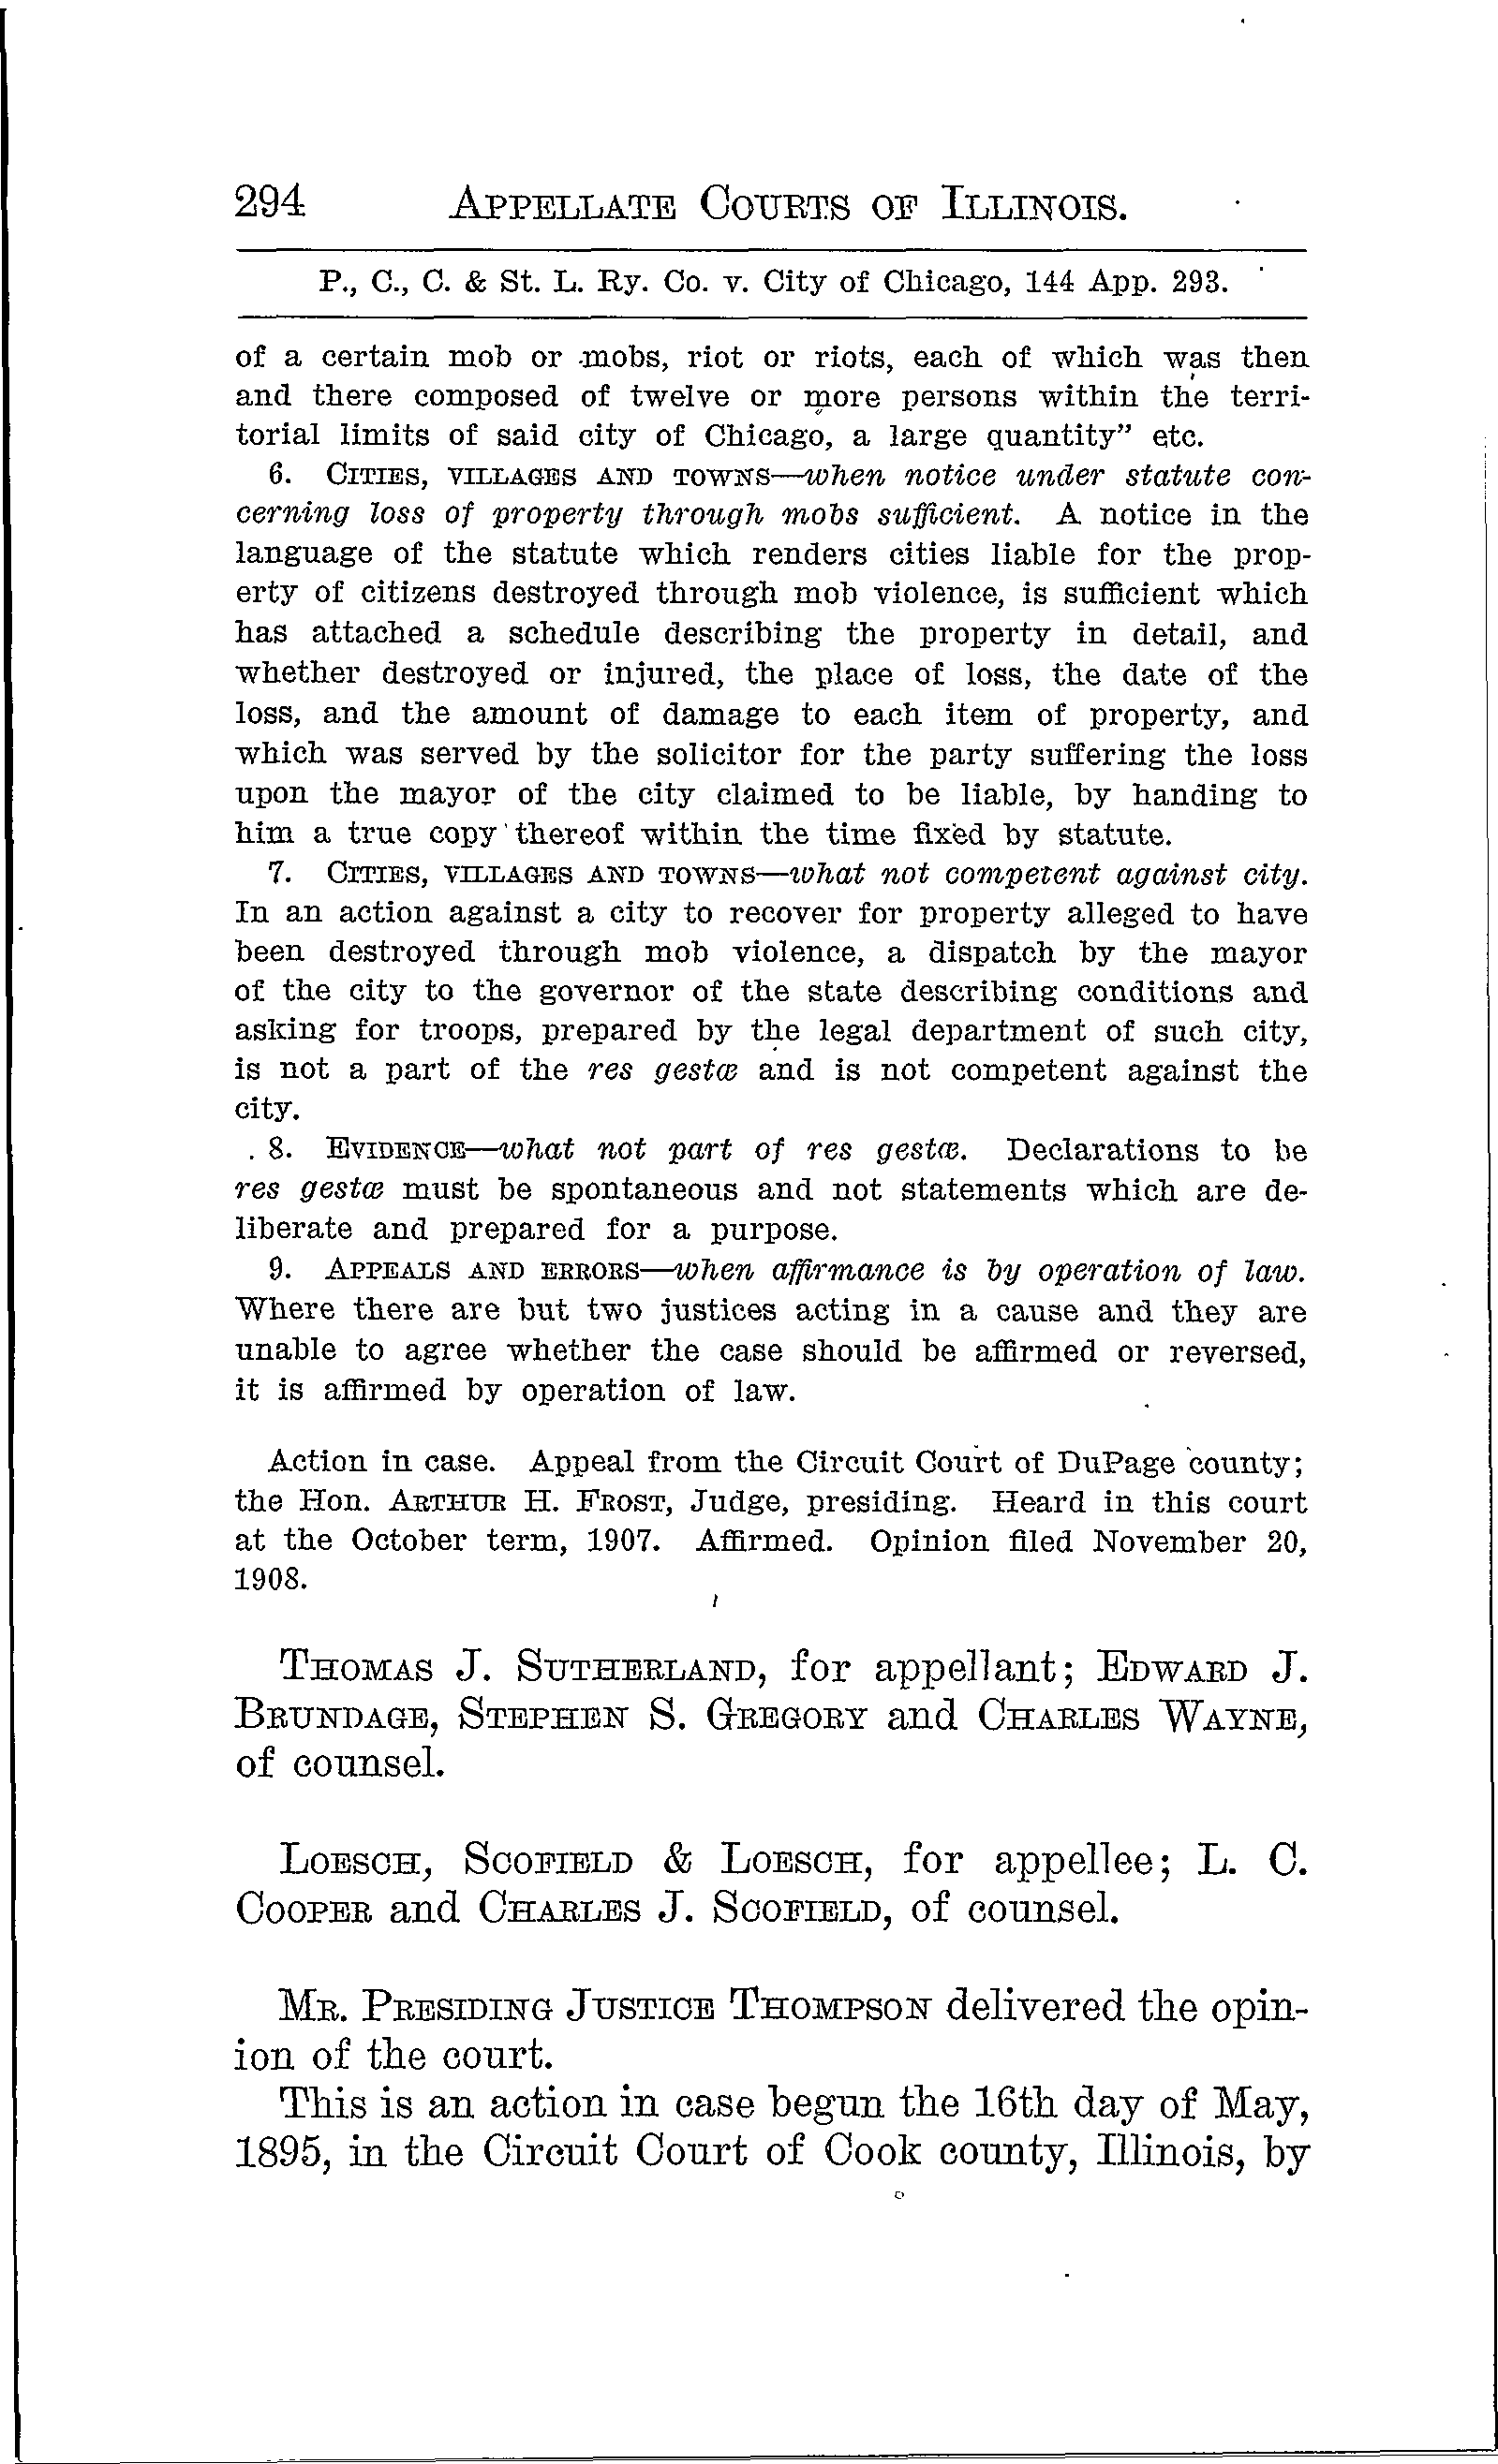 294 APPELLATE COURTS OF ILLINOIS.
P., C., C. & St. L. Ry. Co. v. City of Chicago, 144 App. 293.
of a certain mob or mobs, riot or riots, each of which was then
and there composed of twelve or more persons within the terri-
torial limits of said city of Chicago, a large quantity” etc.
6. CITIES, VILLAGES AND TOWNS—when notice under statute con-
cerning loss of property through mobs sufficient. A notice in the
language of the statute which renders cities liable for the prop-
erty of citizens destroyed through mob violence, is sufficient which
has attached a schedule describing the property in detail, and
whether destroyed or injured, the place of loss, the date of the
loss, and the amount of damage to each item of property, and
which was served by the solicitor for the party suffering the loss
upon the mayor of the city claimed to be liable, by handing to
him a true copy thereof within the time fixed by statute.
7. CITIES, VILLAGES AND TOWNS—what not competent against city.
In an action against a city to recover for property alleged to have
been destroyed through mob violence, a dispatch by the mayor
of the city to the governor of the state describing conditions and
asking for troops, prepared by the legal department of such city,
is not a part of the res gestæ and is not competent against the
city.
8. EVIDENCE—what not part of res gestæ. Declarations to be
res gestæ must be spontaneous and not statements which are de-
liberate and prepared for a purpose.
9. APPEALS AND ERRORS—when affirmance is by operation of law.
Where there are but two justices acting in a cause and they are
unable to agree whether the case should be affirmed or reversed,
it is affirmed by operation of law.
Action in case. Appeal from the Circuit Court of DuPage county;
the Hon. ARTHUR H. FROST, Judge, presiding. Heard in this court
at the October term, 1907. Affirmed. Opinion filed November 20,
1908.
THOMAS J. SUTHERLAND, for appellant; EDWARD J.
BRUNDAGE, STEPHEN S. GREGORY and CHARLES WAYNE,
of counsel.
LOESCH, SCOFIELD & LOESCH, for appellee; L. C.
COOPER and CHARLES J. SCOFIELD, of counsel.
MR. PRESIDING JUSTICE THOMPSON delivered the opin-
ion of the court.
This is an action in case begun the 16th day of May,
1895, in the Circuit Court of Cook county, Illinois, by